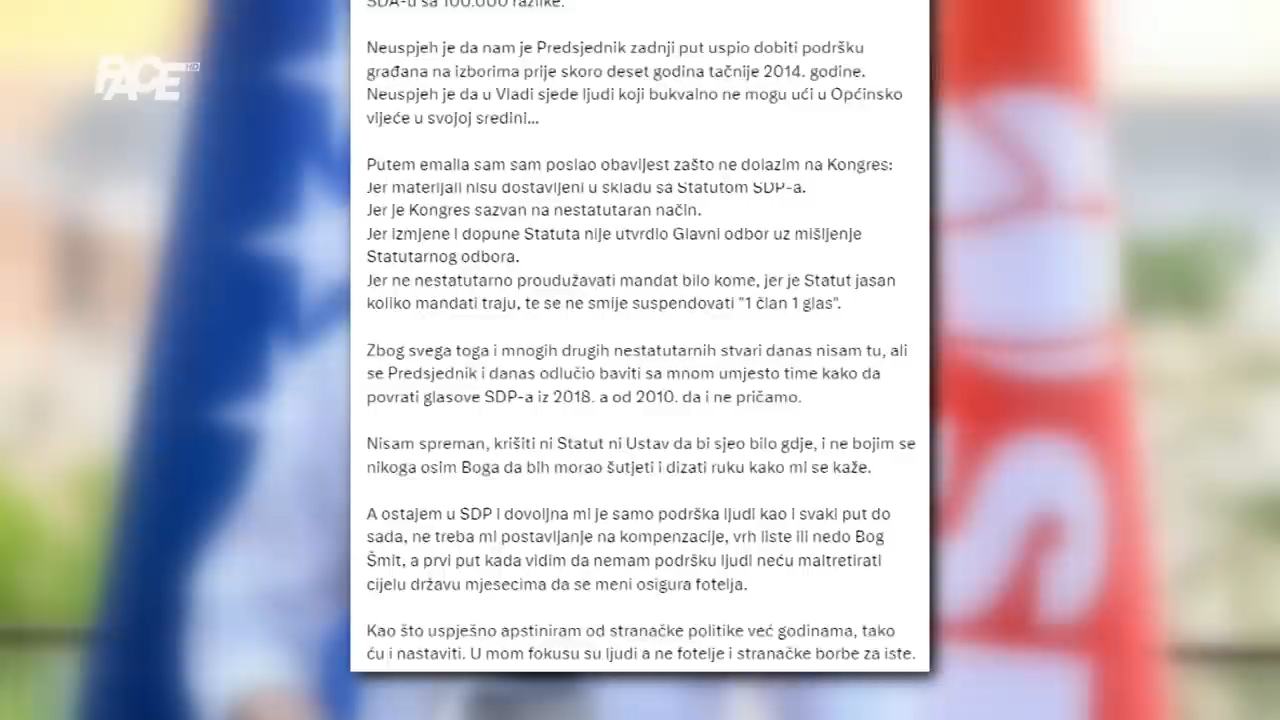 SDA-u sa 100.000 razlike.
Neuspjeh je da nam je Predsjednik zadnji put uspio dobiti podršku
građana na izborima prije skoro deset godina tačnije 2014. godine.
Neuspjeh je da u Vladi sjede ljudi koji bukvalno ne mogu ući u Općinsko
vijeće u svojoj sredini...
Putem emaila sam sam poslao obavijest zašto ne dolazim na Kongres:
Jer materijali nisu dostavljeni u skladu sa Statutom SDP-a.
Jer je Kongres sazvan na nestatutaran način.
Jer izmjene i dopune Statuta nije utvrdio Glavni odbor uz mišljenje
Statutarnog odbora.
Jer ne nestatutarno proudužavati mandat bilo kome, jer je Statut jasan
koliko mandati traju, te se ne smije suspendovati "1 član 1 glas".
Zbog svega toga i mnogih drugih nestatutarnih stvari danas nisam tu, ali
se Predsjednik i danas odlučio baviti sa mnom umjesto time kako da
povrati glasove SDP-a iz 2018. a od 2010. da i ne pričamo.
Nisam spreman, krišiti ni Statut ni Ustav da bi sjeo bilo gdje, i ne bojim se
nikoga osim Boga da bih morao šutjeti i dizati ruku kako mi se kaže.
A ostajem u SDP i dovoljna mi je samo podrška ljudi kao i svaki put do
sada, ne treba mi postavljanje na kompenzacije, vrh liste ili nedo Bog
Šmit, a prvi put kada vidim da nemam podršku ljudi neću maltretirati
cijelu državu mjesecima da se meni osigura fotelja.
Kao što uspješno apstiniram od stranačke politike već godinama, tako
ću i nastaviti. U mom fokusu su ljudi a ne fotelje i stranačke borbe za iste.
FACE HD